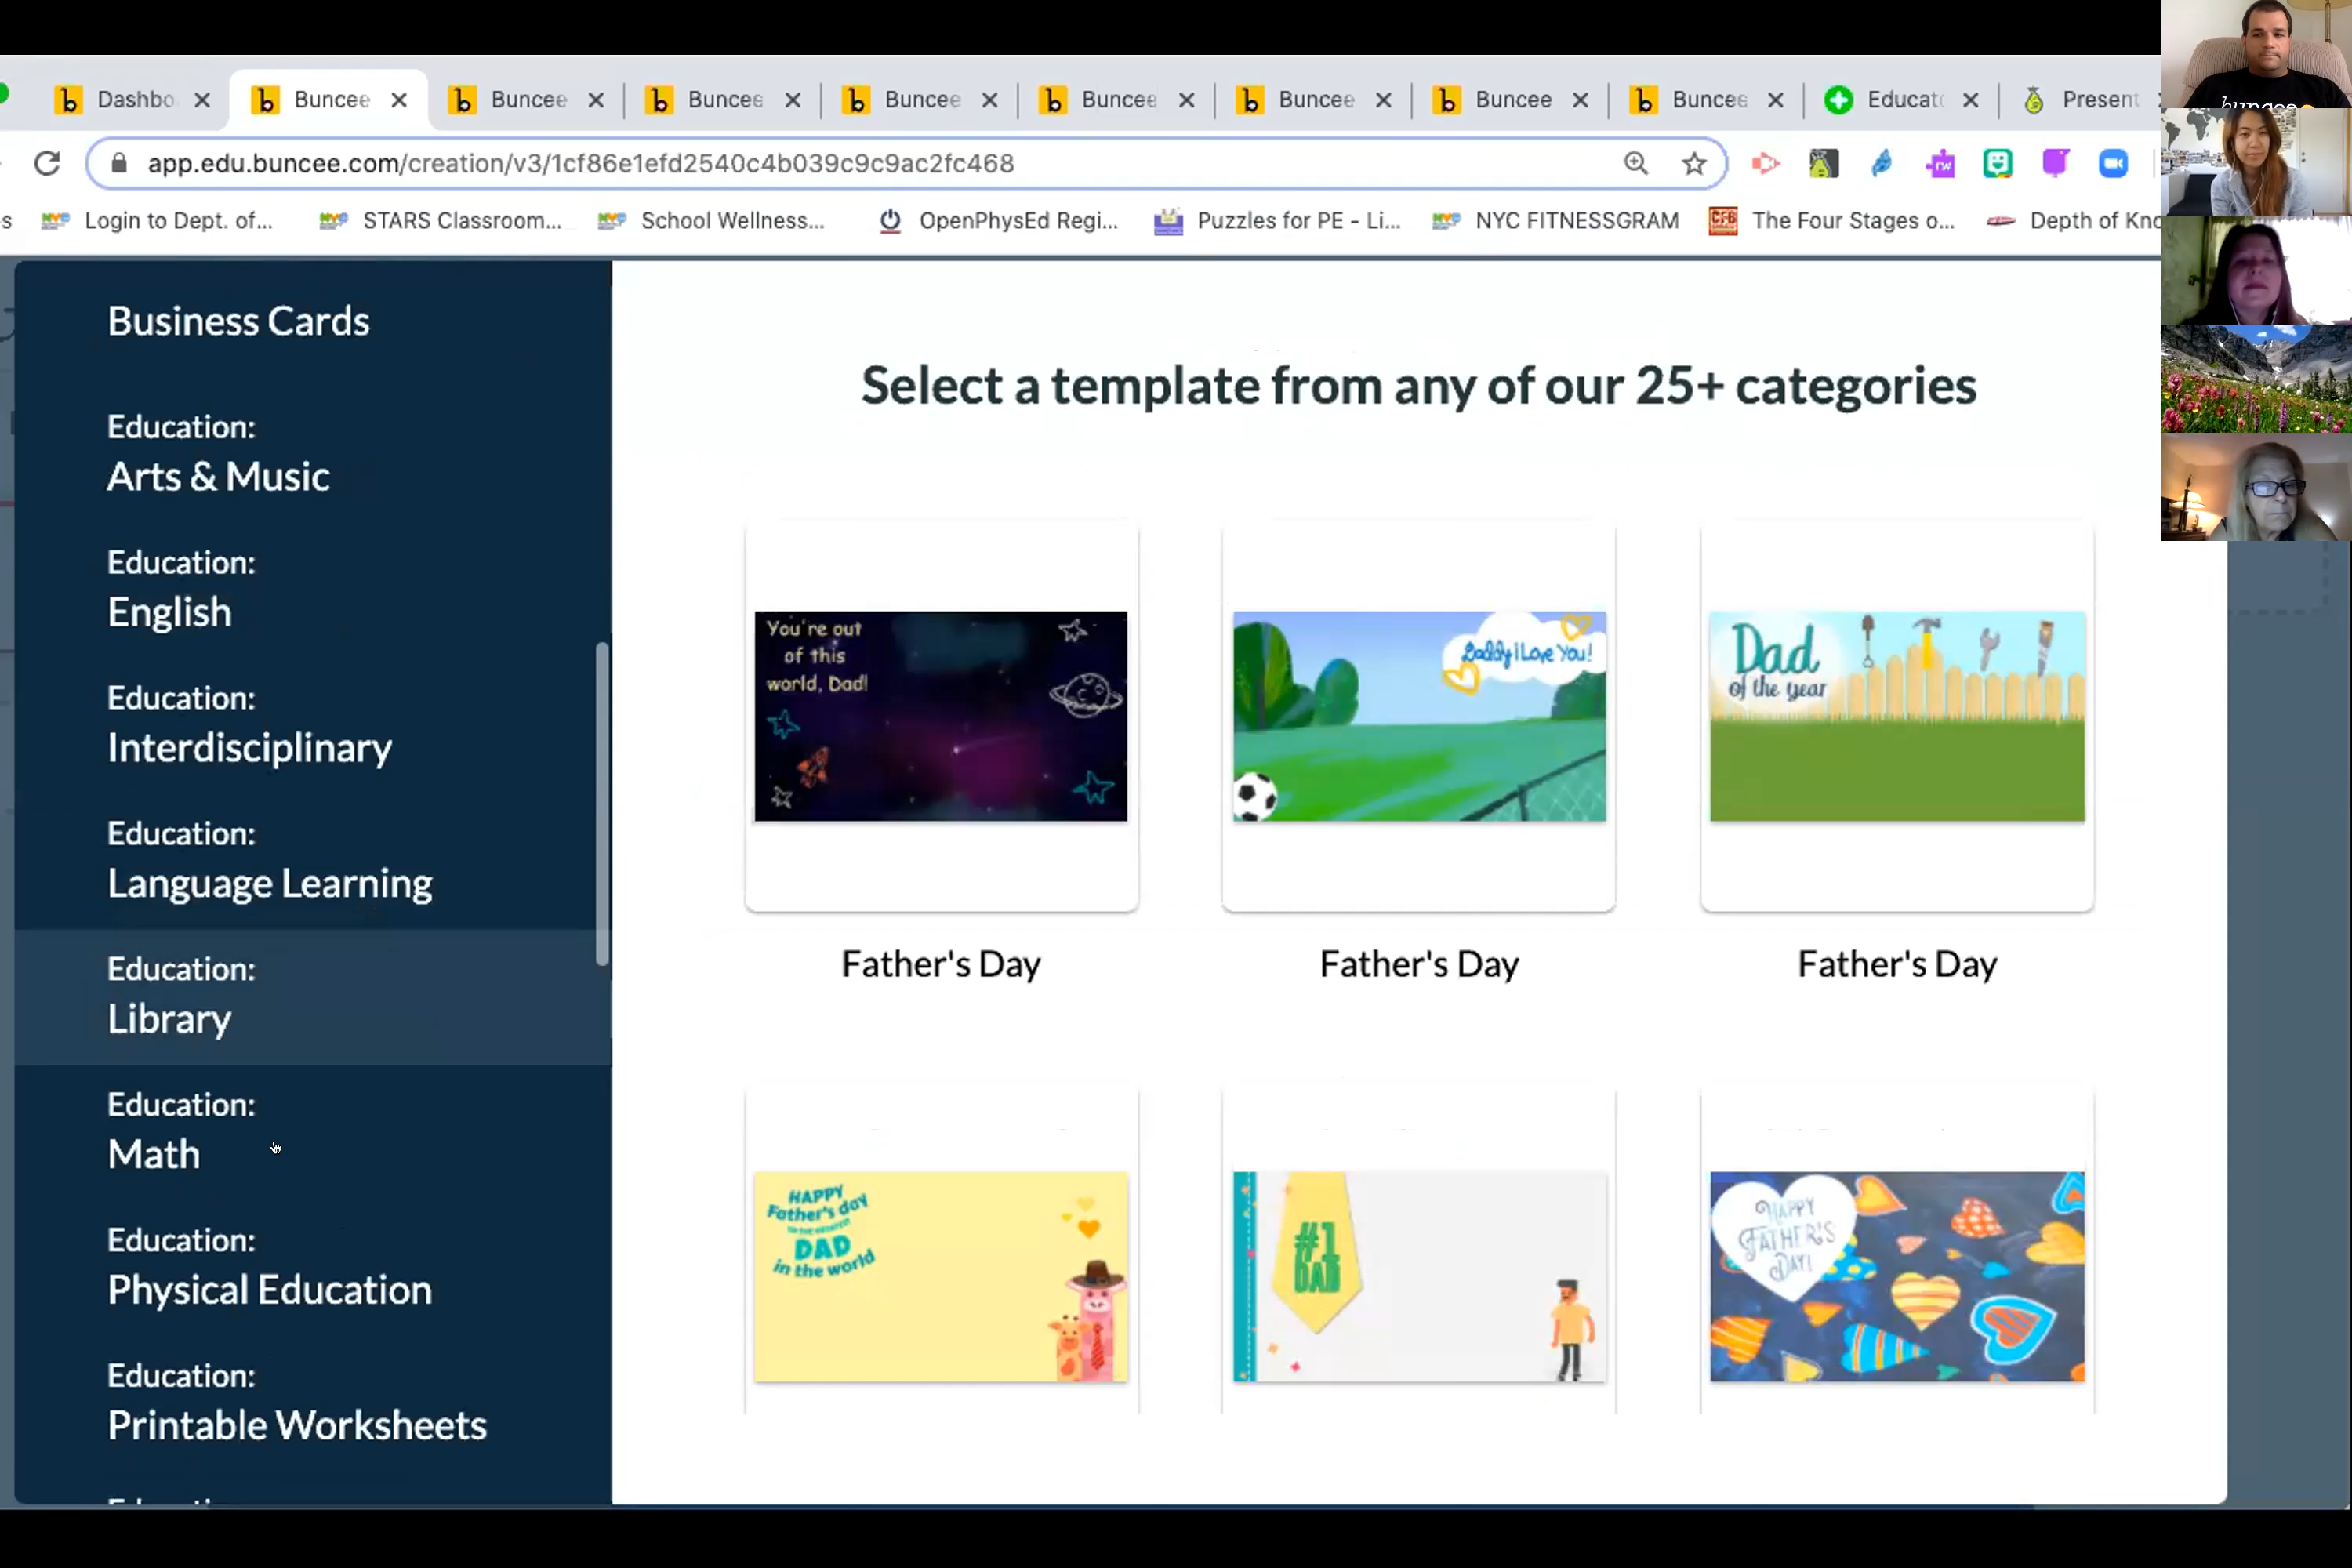 Dashbo
Buncee
Buncee
Buncee
Buncee
Buncee
Buncee
Buncee
Buncee
Educat
Present
app.edu.buncee.com/creation/v3/1cf86e1efd2540c4b039c9c9ac2fc468
s
Login to Dept. of...
STARS Classroom...
School Wellness...
OpenPhysEd Regi...
Puzzles for PE - Li...
NYC FITNESSGRAM
The Four Stages o...
Depth of Kno
buncee
Business Cards
Education:
Arts & Music
Education:
English
Education:
Interdisciplinary
Education:
Language Learning
Education:
Library
Education:
Math
Education:
Physical Education
Education:
Printable Worksheets
Select a template from any of our 25+ categories
You're out
of this
world, Dad!
Daddy I Love You!
Dad
of the year
Father's Day
Father's Day
Father's Day
HAPPY
Father's day
DAD
in the world
#1
DAD
HAPPY
FATHER'S
DAY!